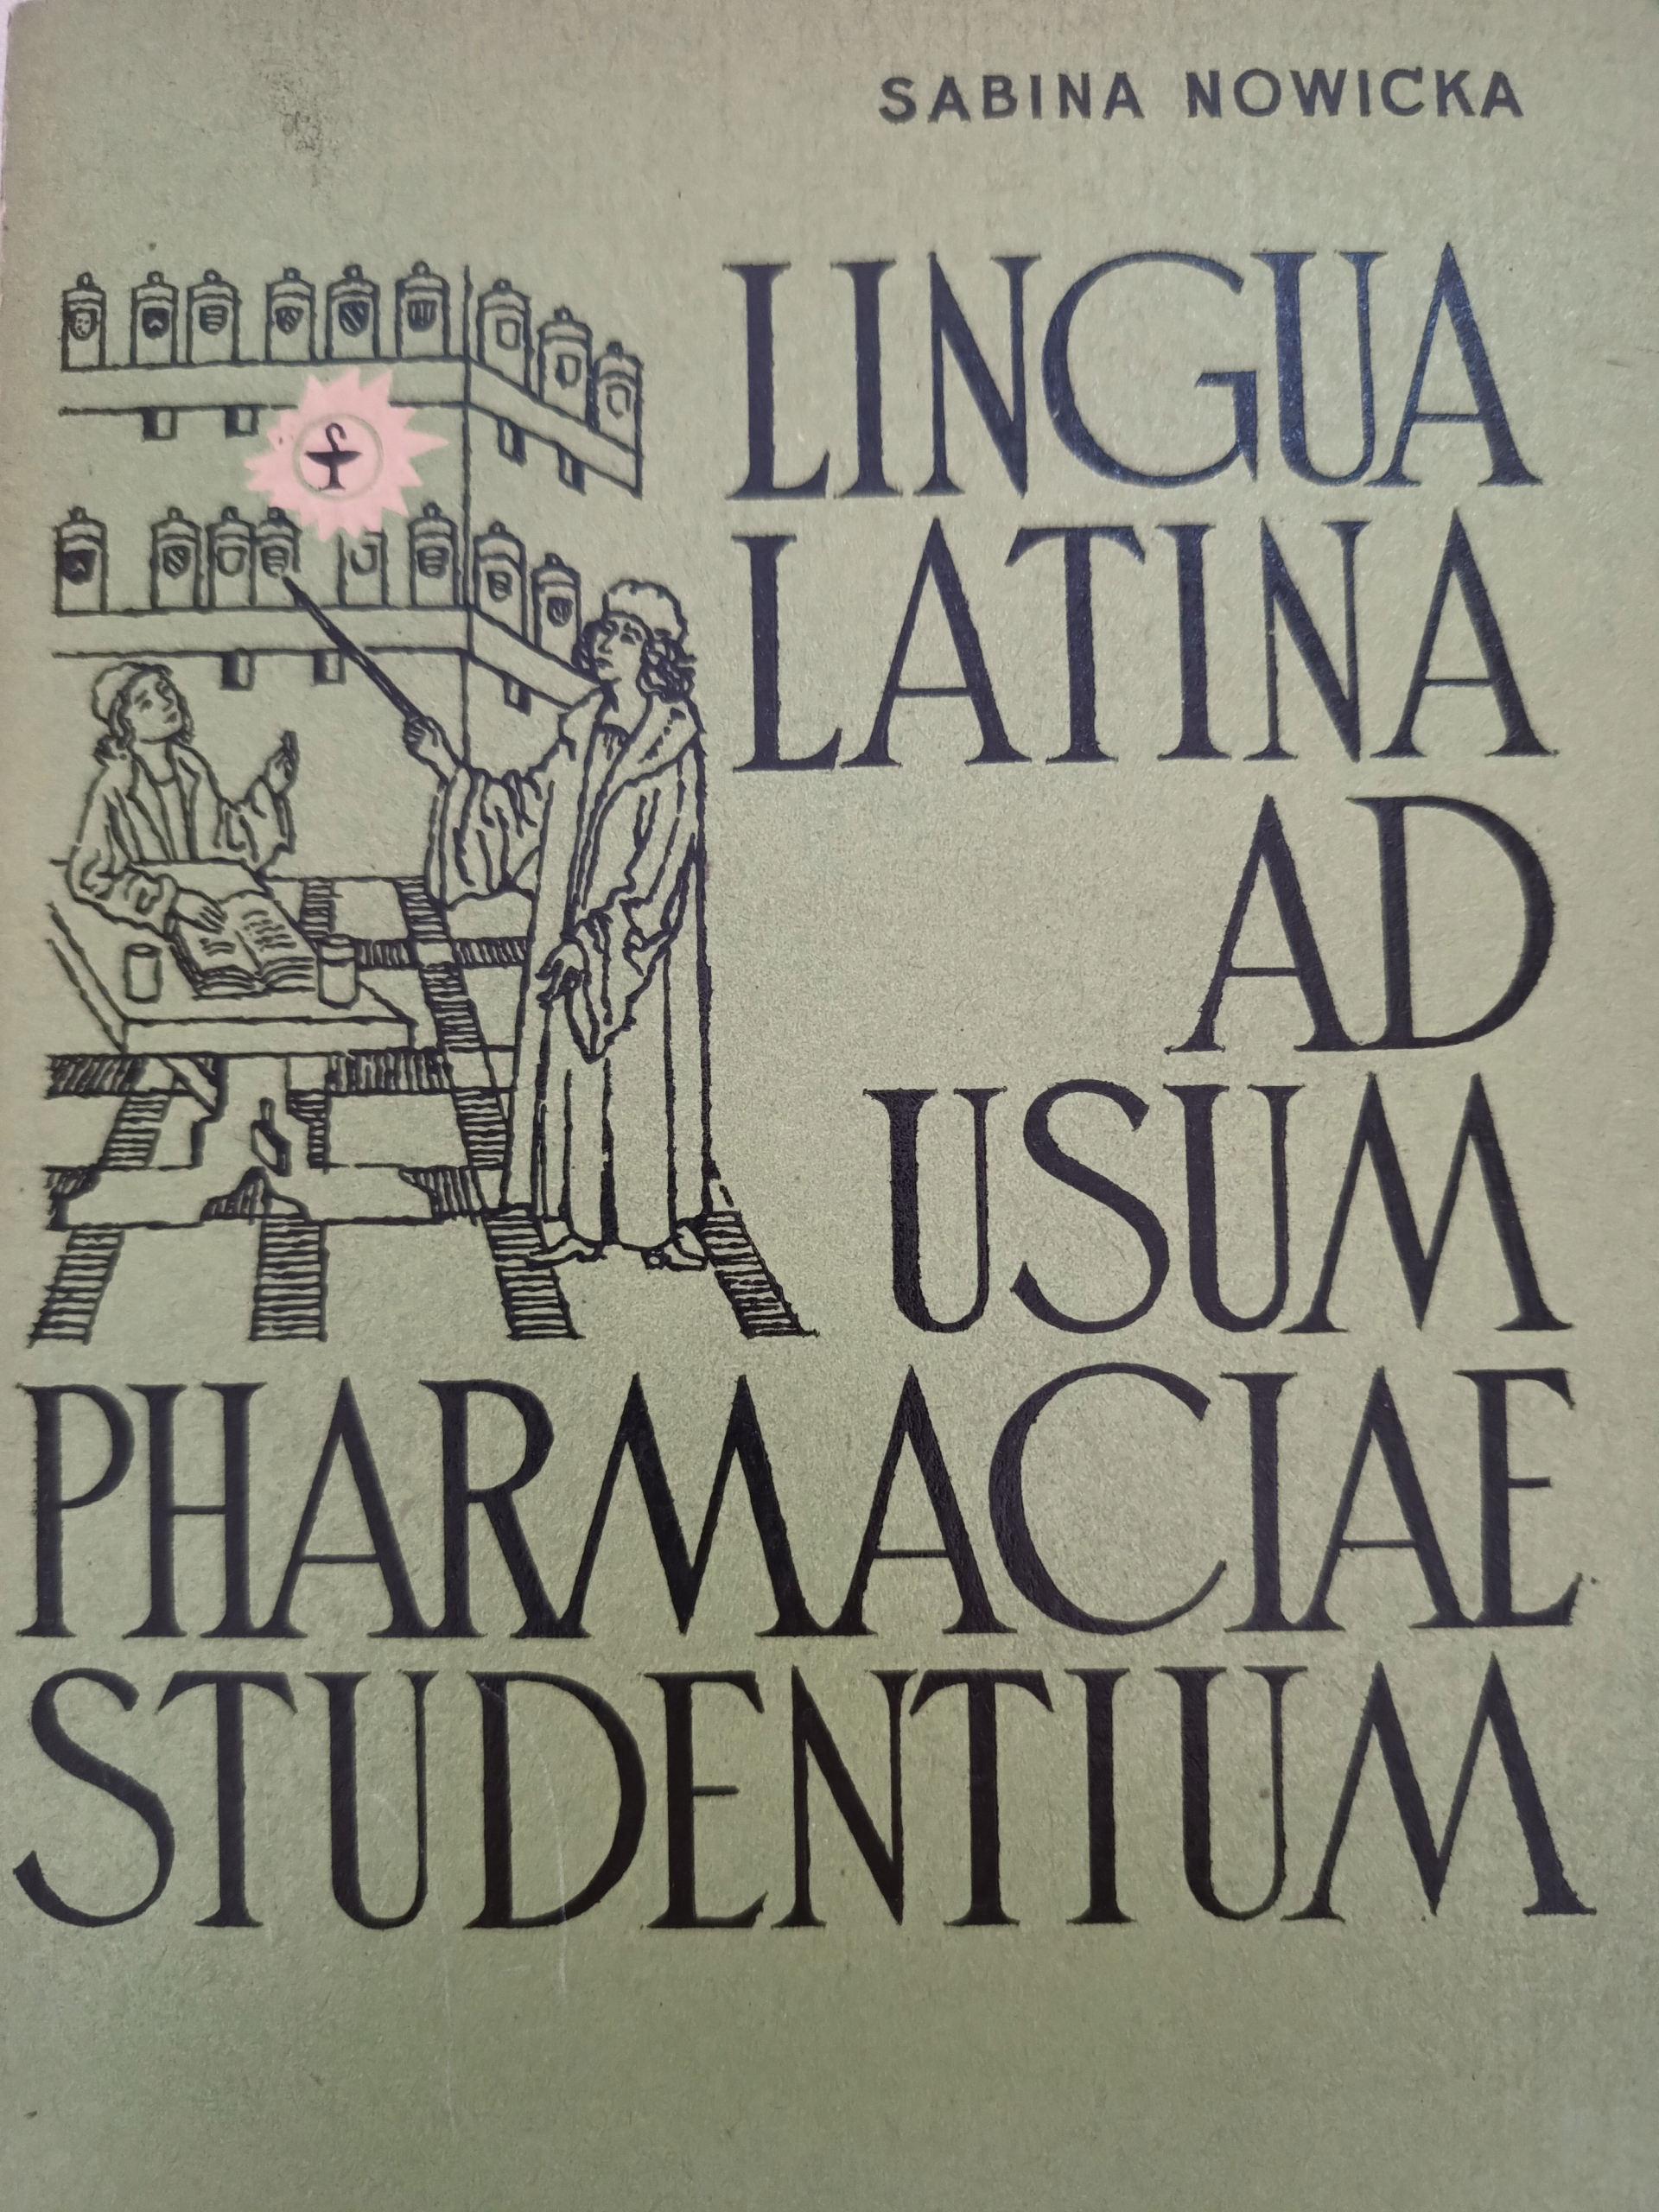 SABINA NOWICKA
LINGUA
LATINA
AD
USUM
PHARMACIAE
STUDENTIUM